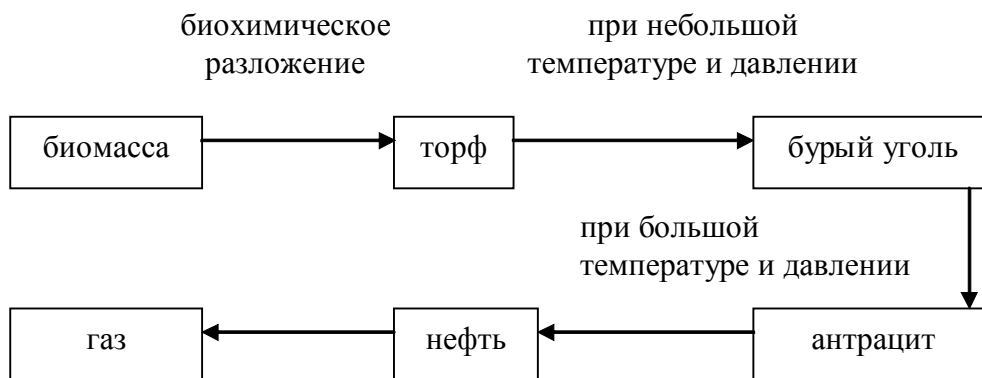 биохимическое
разложение
при небольшой
температуре и давлении
биомасса
торф
бурый уголь
при большой
температуре и давлении
газ
нефть
антрацит